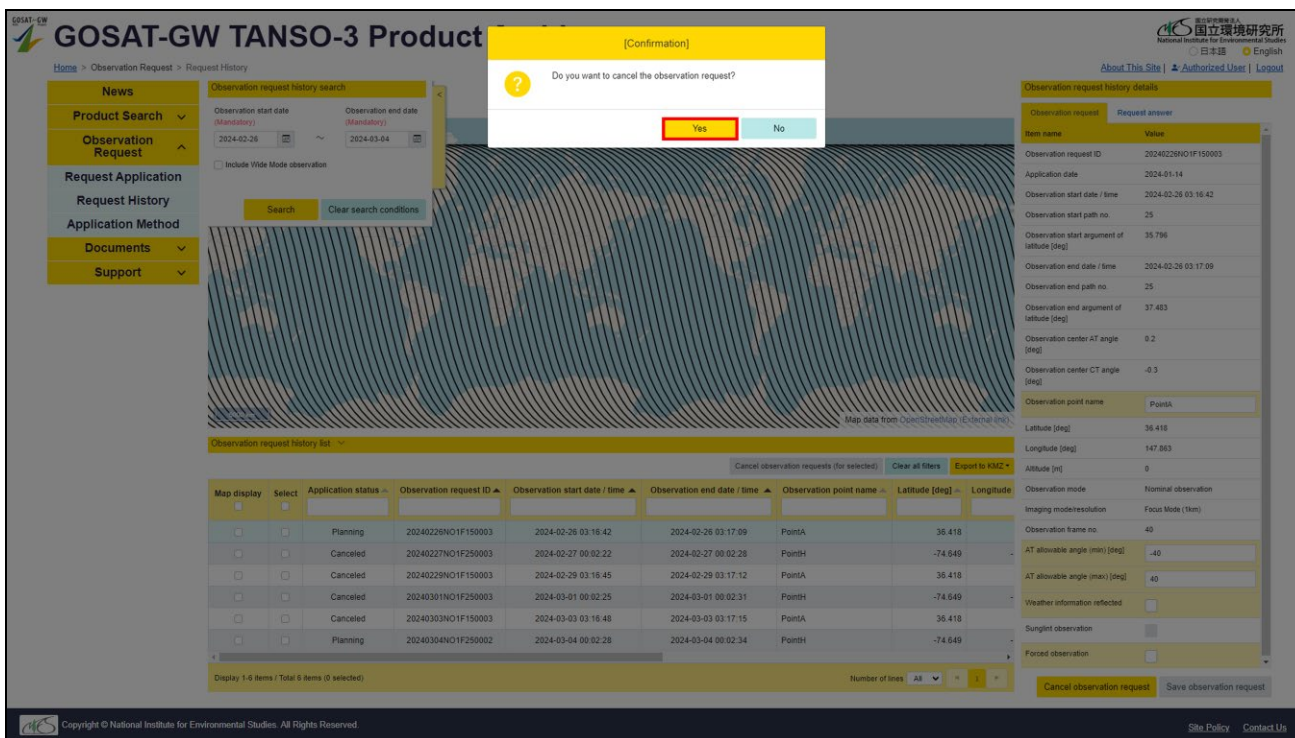 GOSAT-GW
GOSAT-GW TANSO-3 Product
国立研究開発法人
国立環境研究所
National Institute for Environmental Studies
日本語 English
Home > Observation Request > Request History
About This Site | Authorized User | Logout
[Confirmation]
Do you want to cancel the observation request?
Yes No
News
Product Search
Observation Request
Request Application
Request History
Application Method
Documents
Support
Observation request history search
<
Observation start date
(Mandatory)
Observation end date
(Mandatory)
2024-02-26 ~ 2024-03-04
Include Wide Mode observation
Search Clear search conditions
Map data from OpenStreetMap (External link)
Observation request history list
Cancel observation requests (for selected) Clear all filters Export to KMZ
Map display Select Application status Observation request ID Observation start date / time Observation end date / time Observation point name Latitude [deg] Longitude
Planning 20240226NO1F150003 2024-02-26 03:16:42 2024-02-26 03:17:09 PointA 36.418
Canceled 20240227NO1F250003 2024-02-27 00:02:22 2024-02-27 00:02:28 PointH -74.649 -
Canceled 20240229NO1F150003 2024-02-29 03:16:45 2024-02-29 03:17:12 PointA 36.418
Canceled 20240301NO1F250003 2024-03-01 00:02:25 2024-03-01 00:02:31 PointH -74.649 -
Canceled 20240303NO1F150003 2024-03-03 03:16:48 2024-03-03 03:17:15 PointA 36.418
Planning 20240304NO1F250002 2024-03-04 00:02:28 2024-03-04 00:02:34 PointH -74.649 -
Display 1-6 items / Total 6 items (0 selected)
Number of lines All « 1 »
Observation request history details
Observation request Request answer
Item name Value
Observation request ID 20240226NO1F150003
Application date 2024-01-14
Observation start date / time 2024-02-26 03:16:42
Observation start path no. 25
Observation start argument of latitude [deg] 35.796
Observation end date / time 2024-02-26 03:17:09
Observation end path no. 25
Observation end argument of latitude [deg] 37.483
Observation center AT angle [deg] 0.2
Observation center CT angle [deg] -0.3
Observation point name PointA
Latitude [deg] 36.418
Longitude [deg] 147.863
Altitude [m] 0
Observation mode Nominal observation
Imaging mode/resolution Focus Mode (1km)
Observation frame no. 40
AT allowable angle (min) [deg] -40
AT allowable angle (max) [deg] 40
Weather information reflected
Sunglint observation
Forced observation
Cancel observation request Save observation request
Copyright © National Institute for Environmental Studies. All Rights Reserved.
Site Policy Contact Us